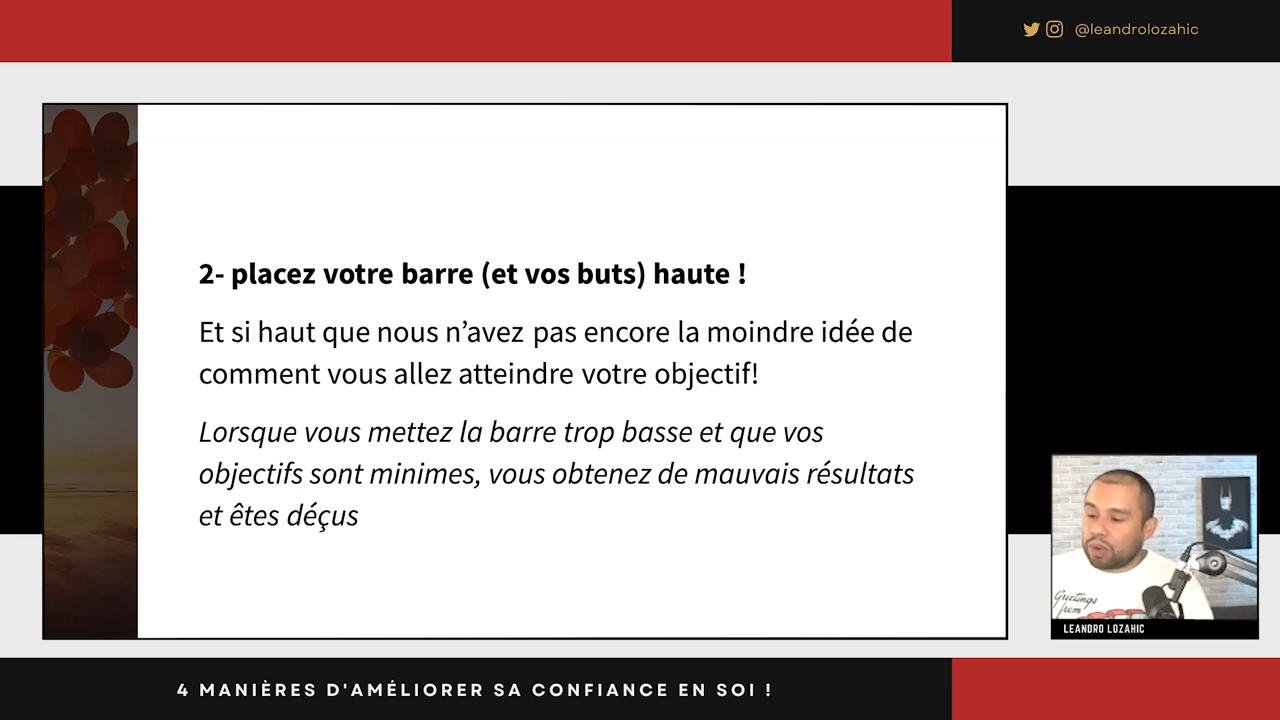 @leandrolozahic
2- placez votre barre (et vos buts) haute !
Et si haut que nous n’avez pas encore la moindre idée de
comment vous allez atteindre votre objectif!
Lorsque vous mettez la barre trop basse et que vos
objectifs sont minimes, vous obtenez de mauvais résultats
et êtes déçus
Greetings
from
LEANDRO LOZAHIC
4 MANIÈRES D'AMÉLIORER SA CONFIANCE EN SOI !